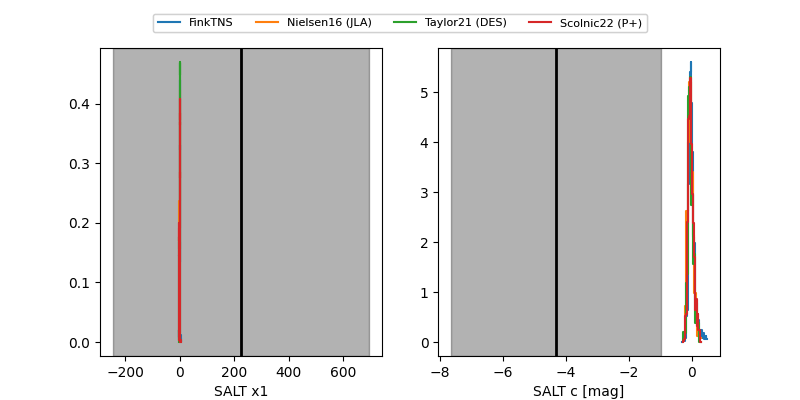 FinkTNS Nielsen16 (JLA) Taylor21 (DES) Scolnic22 (P+)
0.4
0.3
0.2
0.1
0.0
−200 0 200 400 600
SALT x1
5
4
3
2
1
0
−8 −6 −4 −2 0
SALT c [mag]